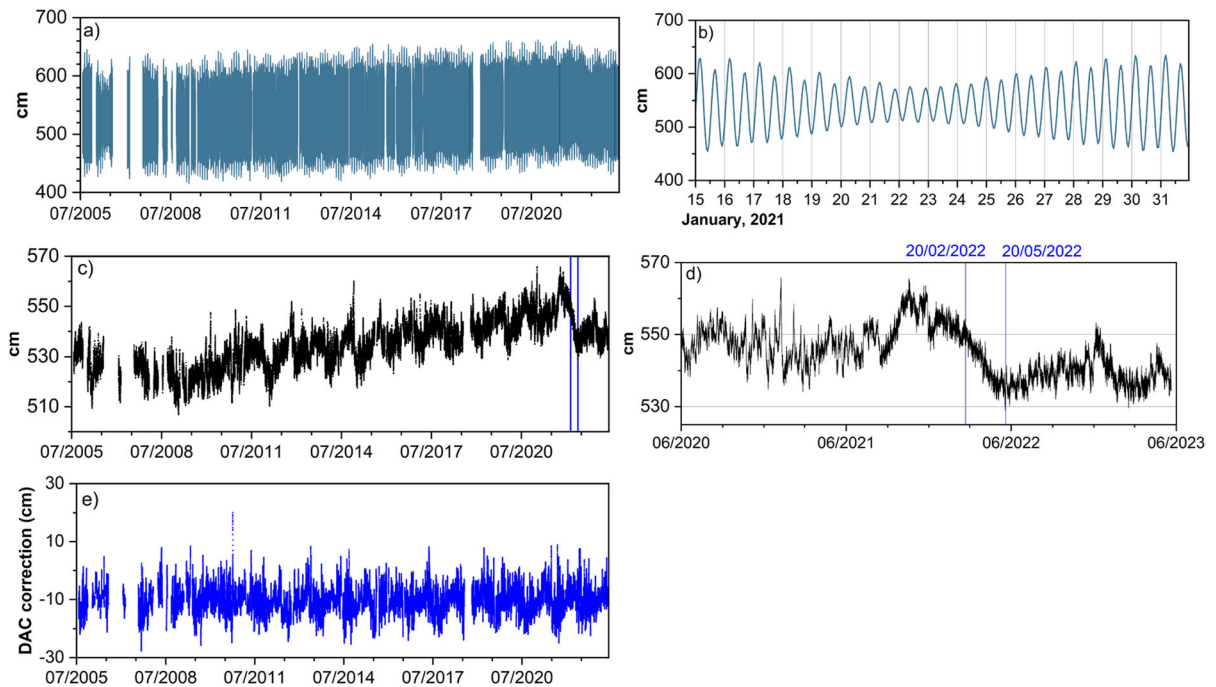 a)
700
600
500
400
cm
07/2005 07/2008 07/2011 07/2014 07/2017 07/2020
b)
700
600
500
400
cm
15 16 17 18 19 20 21 22 23 24 25 26 27 28 29 30 31
January, 2021
c)
570
550
530
510
cm
07/2005 07/2008 07/2011 07/2014 07/2017 07/2020
20/02/2022 20/05/2022
d)
570
550
530
cm
06/2020 06/2021 06/2022 06/2023
e)
30
10
-10
-30
DAC correction (cm)
07/2005 07/2008 07/2011 07/2014 07/2017 07/2020